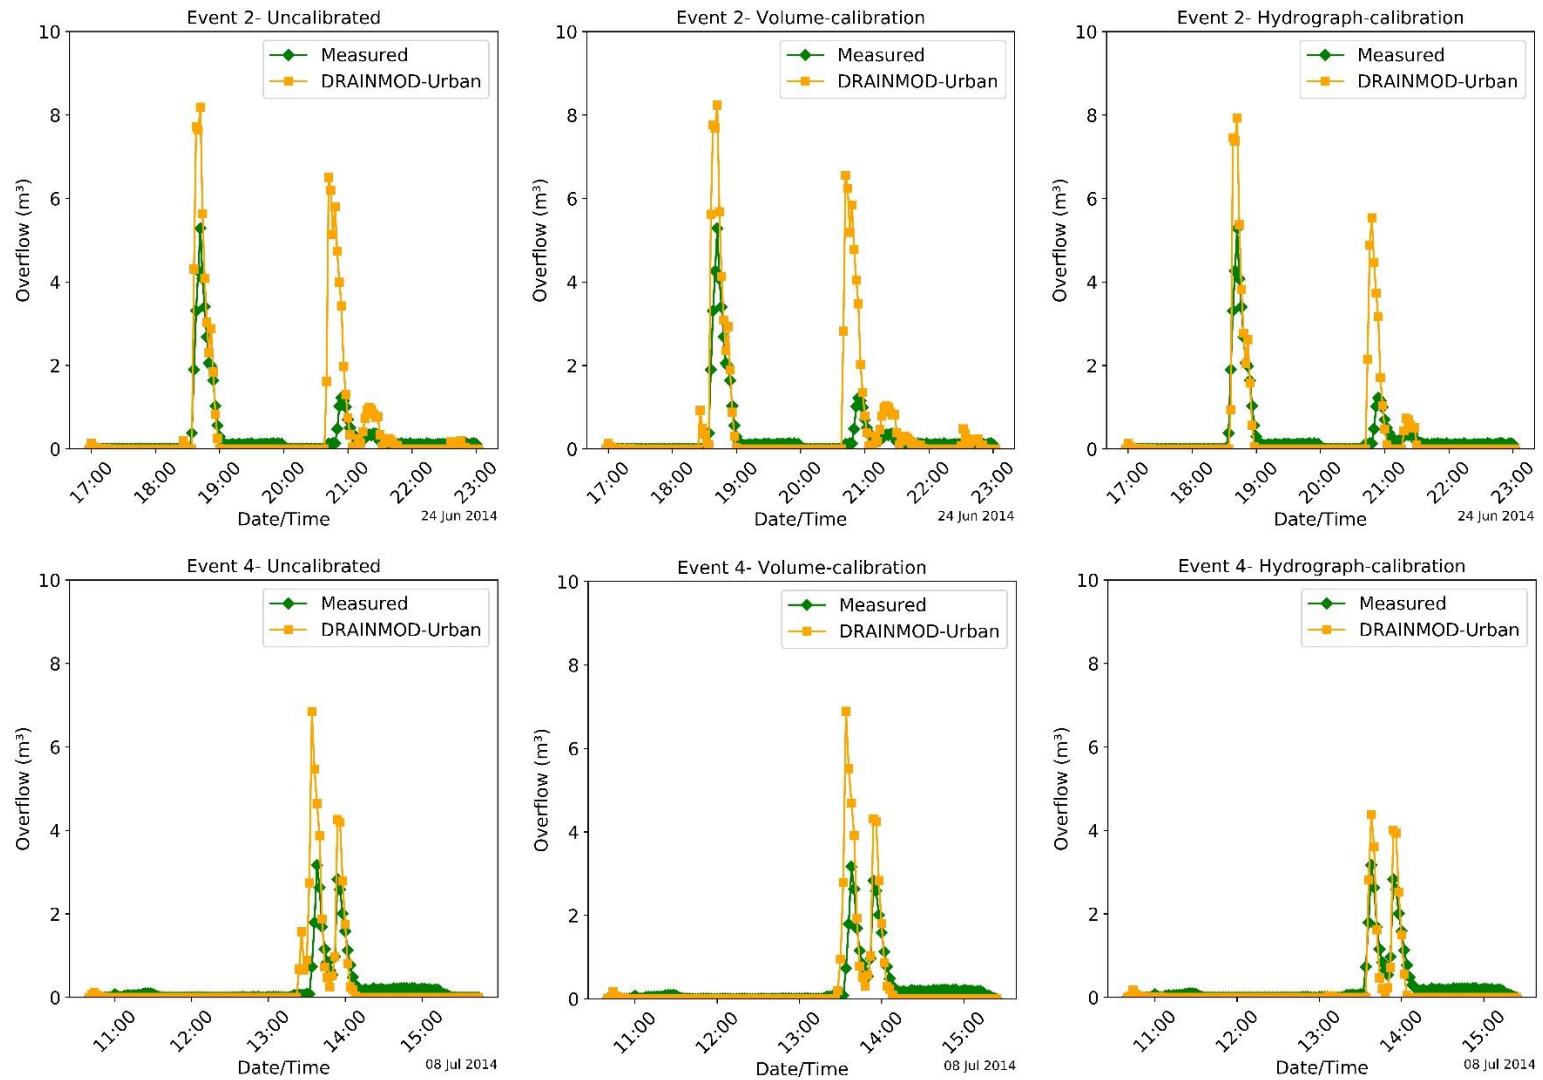 Event 2- Uncalibrated
10
8
6
4
2
0
Overflow (m³)
Measured
DRAINMOD-Urban
17:00
18:00
19:00
20:00
21:00
22:00
23:00
Date/Time
24 Jun 2014
Event 2- Volume-calibration
10
8
6
4
2
0
Overflow (m³)
Measured
DRAINMOD-Urban
17:00
18:00
19:00
20:00
21:00
22:00
23:00
Date/Time
24 Jun 2014
Event 2- Hydrograph-calibration
10
8
6
4
2
0
Overflow (m³)
Measured
DRAINMOD-Urban
17:00
18:00
19:00
20:00
21:00
22:00
23:00
Date/Time
24 Jun 2014
Event 4- Uncalibrated
10
8
6
4
2
0
Overflow (m³)
Measured
DRAINMOD-Urban
11:00
12:00
13:00
14:00
15:00
Date/Time
08 Jul 2014
Event 4- Volume-calibration
10
8
6
4
2
0
Overflow (m³)
Measured
DRAINMOD-Urban
11:00
12:00
13:00
14:00
15:00
Date/Time
08 Jul 2014
Event 4- Hydrograph-calibration
10
8
6
4
2
0
Overflow (m³)
Measured
DRAINMOD-Urban
11:00
12:00
13:00
14:00
15:00
Date/Time
08 Jul 2014